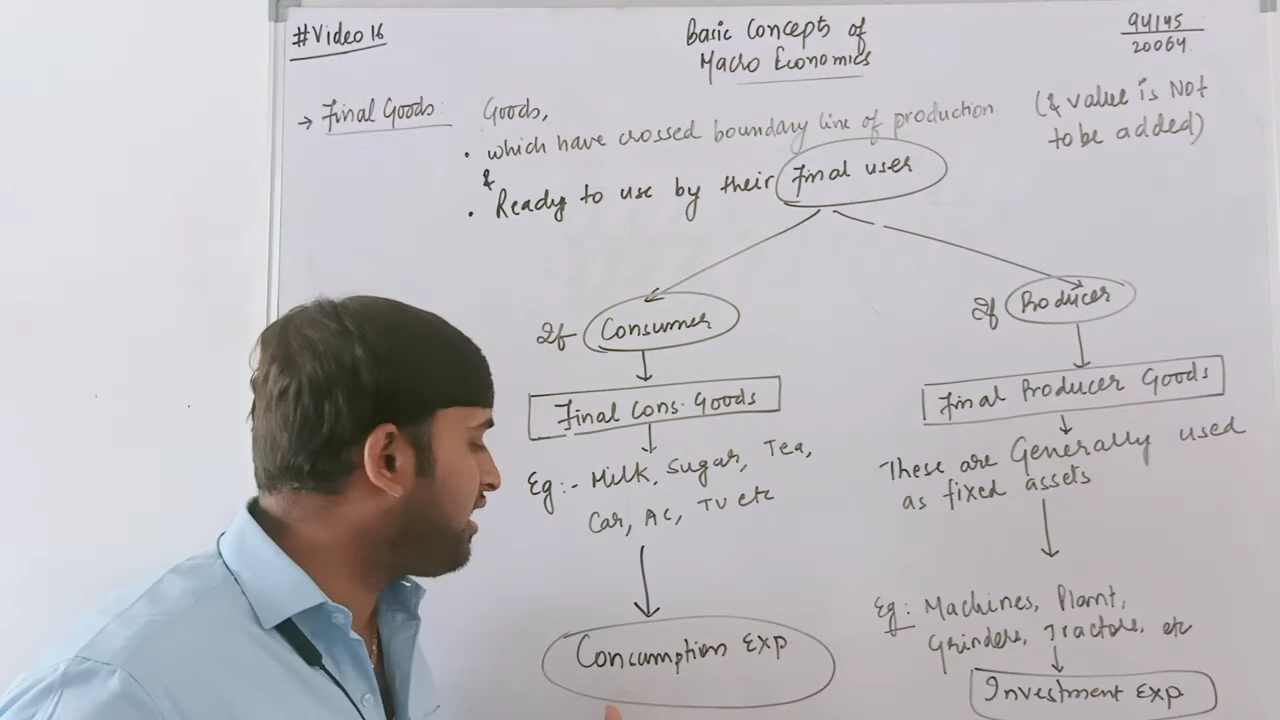 #Video 16
Basic Concepts of
Macro Economics
94145
20064
→ Final Goods:
Goods,
• which have crossed boundary line of production
(& value is Not
to be added)
&
• Ready to use by their Final user
If Consumer
If Producer
Final Cons. Goods
Final Producer Goods
Eg:- Milk, Sugar, Tea,
Car, AC, TV etc
These are Generally used
as fixed assets
Eg: Machines, Plant,
Grinders, Tractors, etc
Consumption Exp
Investment Exp